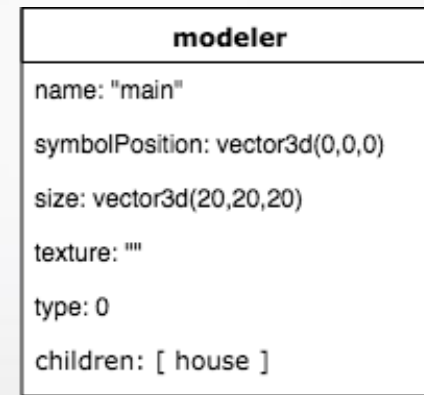 modeler
name: "main"
symbolPosition: vector3d(0,0,0)
size: vector3d(20,20,20)
texture: ""
type: 0
children: [ house ]